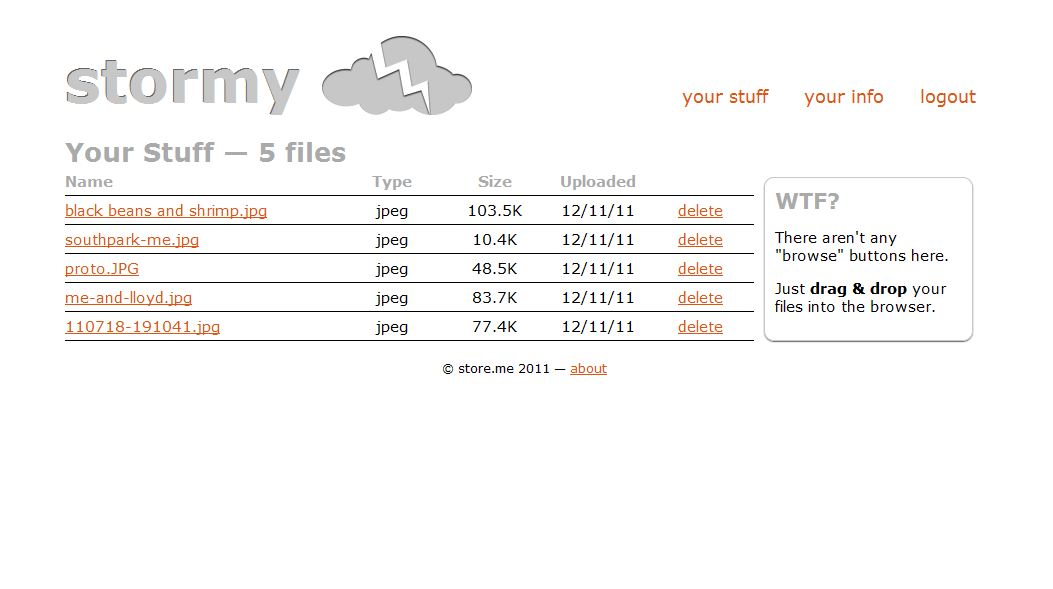 stormy
your stuff your info logout
Your Stuff — 5 files
Name Type Size Uploaded
black beans and shrimp.jpg jpeg 103.5K 12/11/11 delete
southpark-me.jpg jpeg 10.4K 12/11/11 delete
proto.JPG jpeg 48.5K 12/11/11 delete
me-and-lloyd.jpg jpeg 83.7K 12/11/11 delete
110718-191041.jpg jpeg 77.4K 12/11/11 delete
WTF?
There aren't any
"browse" buttons here.
Just drag & drop your
files into the browser.
© store.me 2011 — about